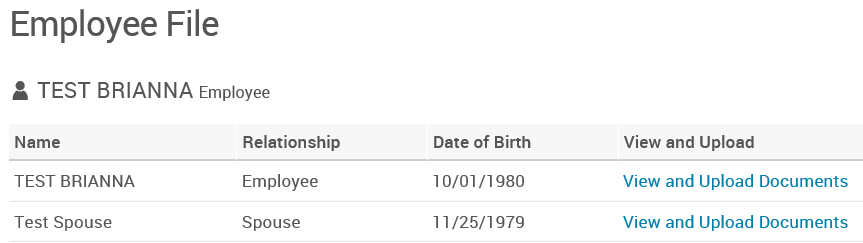 Employee File
TEST BRIANNA Employee
Name Relationship Date of Birth View and Upload
TEST BRIANNA Employee 10/01/1980 View and Upload Documents
Test Spouse Spouse 11/25/1979 View and Upload Documents